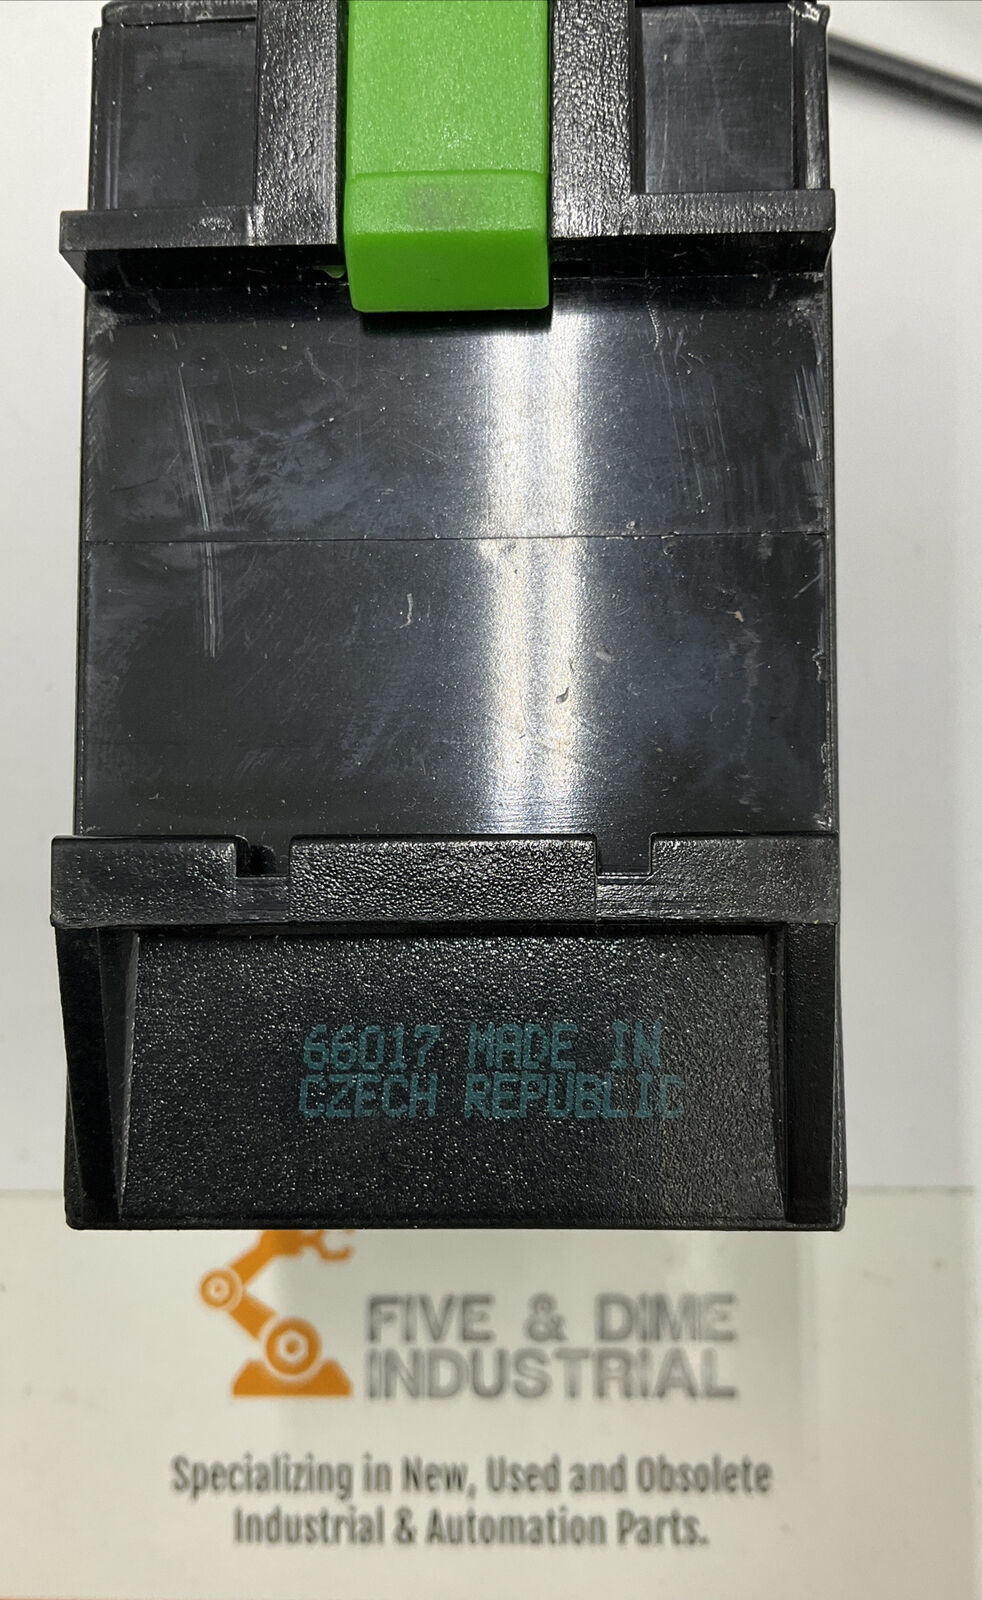 66017 MADE IN
CZECH REPUBLIC
FIVE & DIME
INDUSTRIAL
Specializing in New, Used and Obsolete
Industrial & Automation Parts.